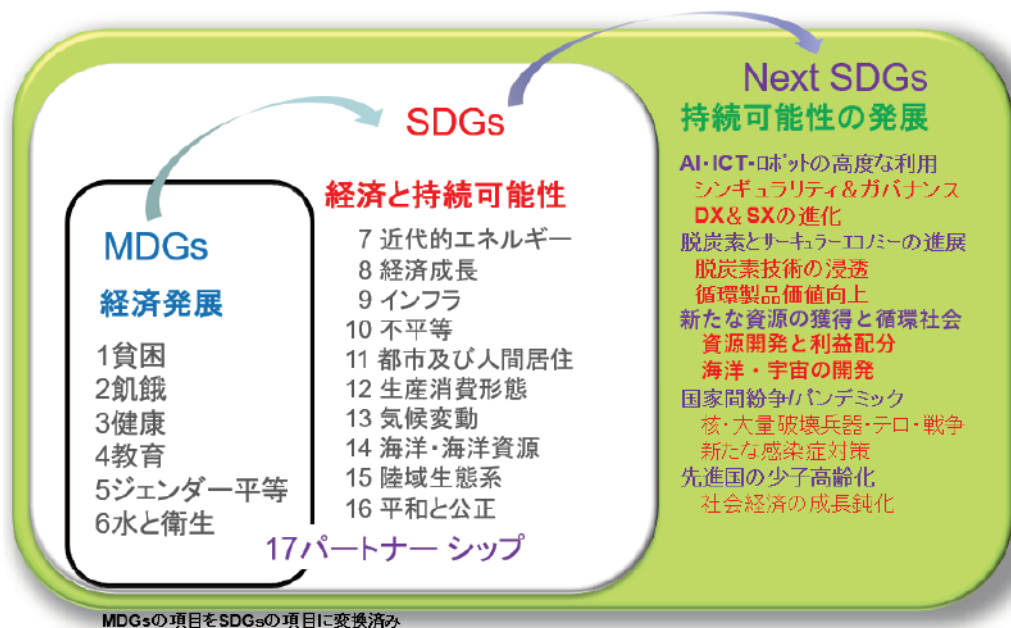 MDGs
経済発展
1貧困
2飢餓
3健康
4教育
5ジェンダー平等
6水と衛生
SDGs
経済と持続可能性
7 近代的エネルギー
8 経済成長
9 インフラ
10 不平等
11 都市及び人間居住
12 生産消費形態
13 気候変動
14 海洋・海洋資源
15 陸域生態系
16 平和と公正
17パートナー シップ
Next SDGs
持続可能性の発展
AI・ICT・ロボットの高度な利用
シンギュラリティ&ガバナンス
DX&SXの進化
脱炭素とサーキュラーエコノミーの進展
脱炭素技術の浸透
循環製品価値向上
新たな資源の獲得と循環社会
資源開発と利益配分
海洋・宇宙の開発
国家間紛争/パンデミック
核・大量破壊兵器・テロ・戦争
新たな感染症対策
先進国の少子高齢化
社会経済の成長鈍化
MDGsの項目をSDGsの項目に変換済み